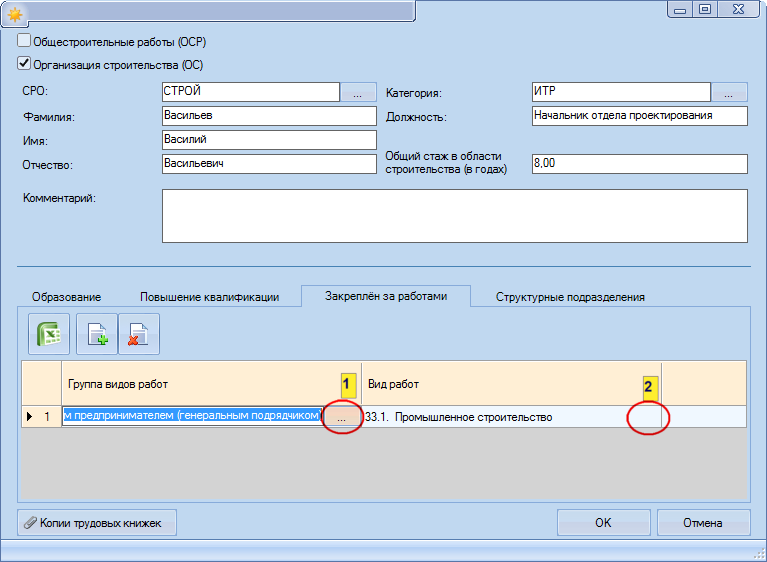 Общестроительные работы (ОСР)
Организация строительства (ОС)
СРО: СТРОЙ ... Категория: ИТР ...
Фамилия: Васильев Должность: Начальник отдела проектирования
Имя: Василий
Отчество: Васильевич Общий стаж в области
строительства (в годах) 8,00
Комментарий:
Образование Повышение квалификации Закреплён за работами Структурные подразделения
Группа видов работ 1 Вид работ 2
1 м предпринимателем (генеральным подрядчиком) ... 33.1. Промышленное строительство
Копии трудовых книжек OK Отмена